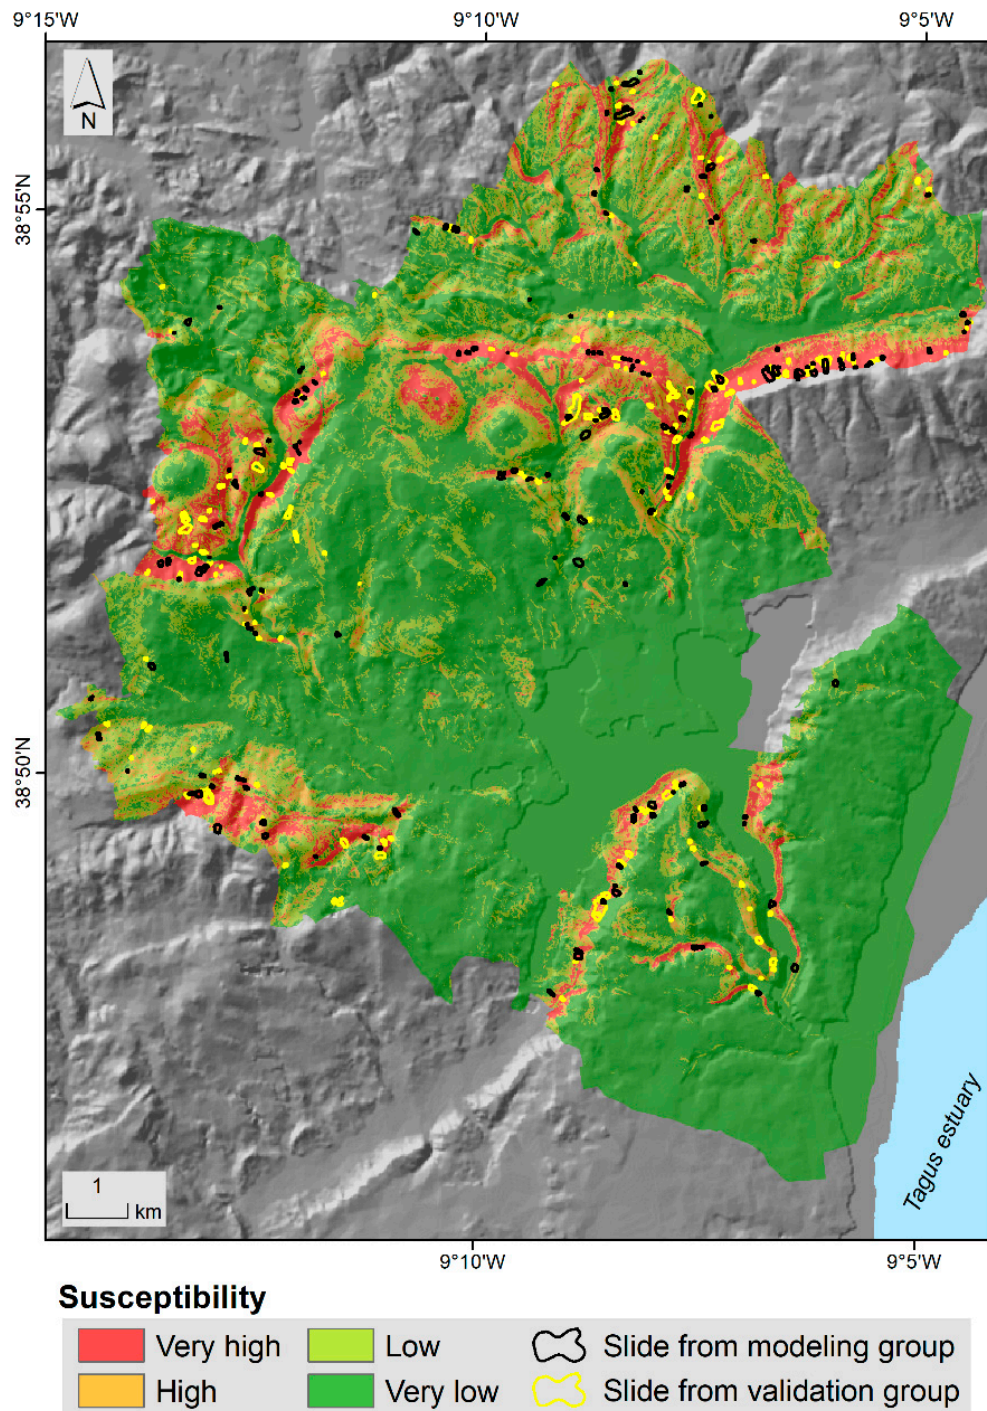 9°15'W 9°10'W 9°5'W
N
38°55'N
38°50'N
Tagus estuary
1
km
9°10'W 9°5'W
Susceptibility
Very high Low Slide from modeling group
High Very low Slide from validation group